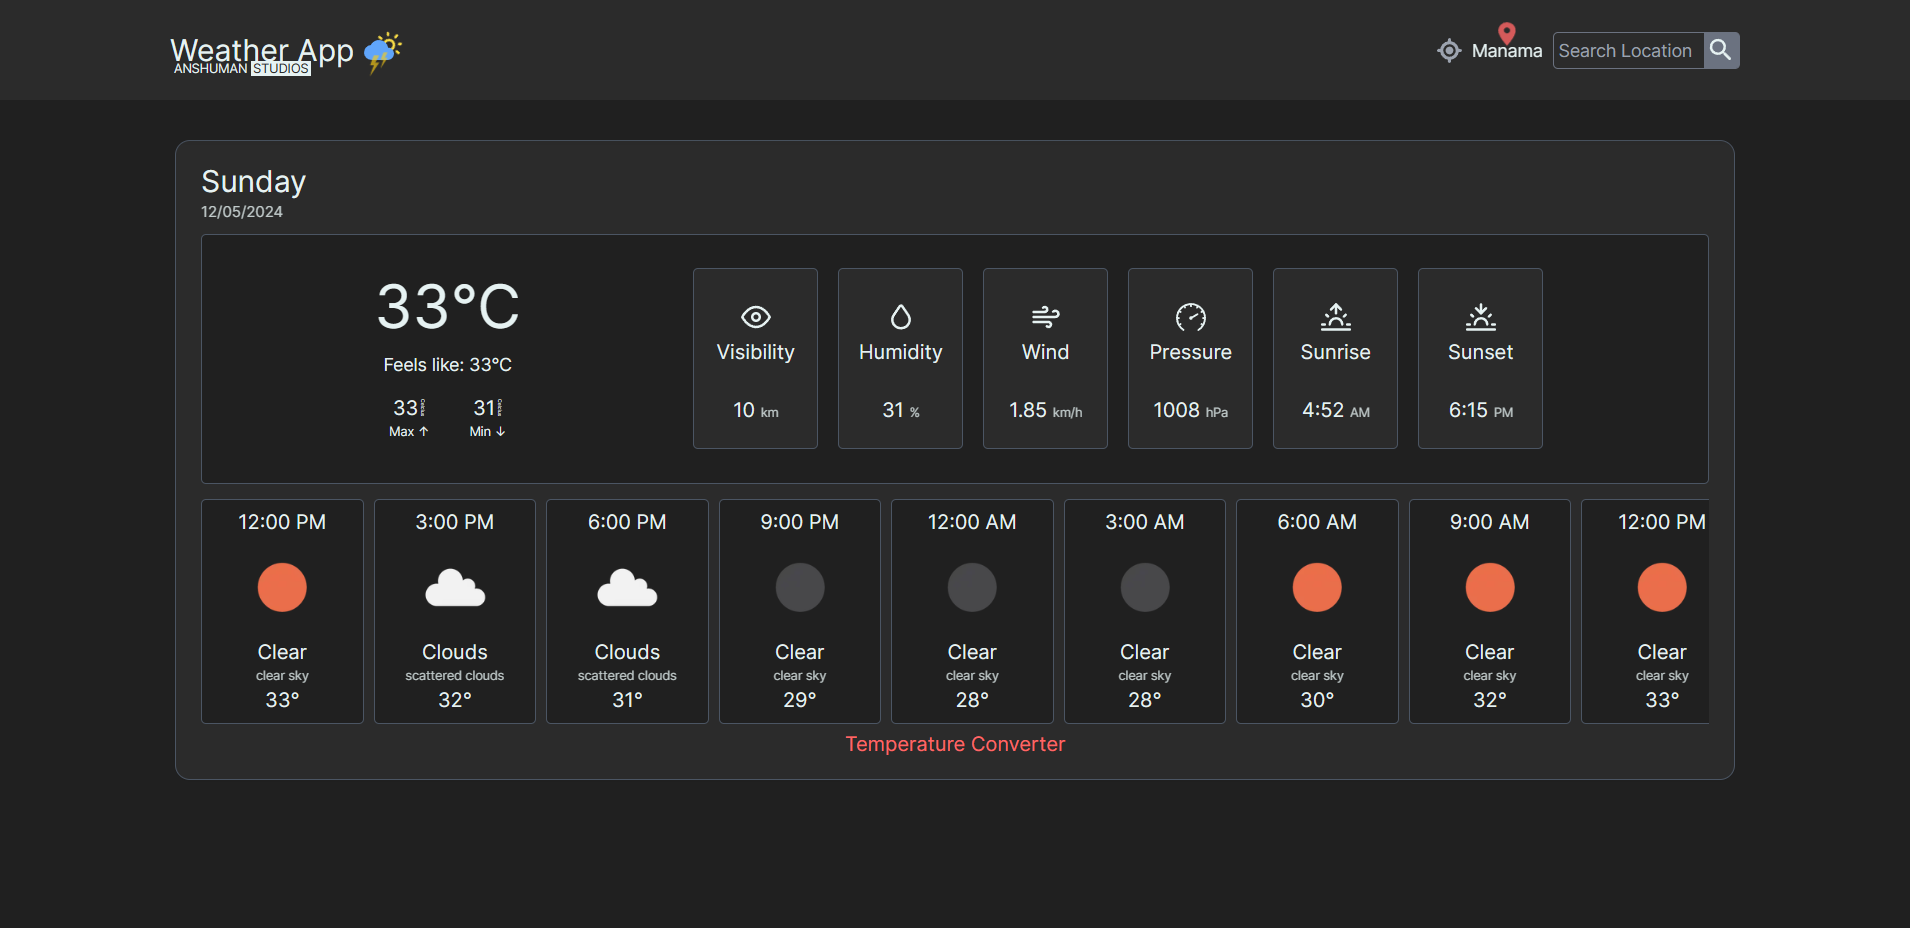 Weather App
ANSHUMAN STUDIOS
Manama
Search Location
Sunday
12/05/2024
33°C
Feels like: 33°C
33 Celcius
Max ↑
31 Celcius
Min ↓
Visibility
10 km
Humidity
31 %
Wind
1.85 km/h
Pressure
1008 hPa
Sunrise
4:52 AM
Sunset
6:15 PM
12:00 PM
Clear
clear sky
33°
3:00 PM
Clouds
scattered clouds
32°
6:00 PM
Clouds
scattered clouds
31°
9:00 PM
Clear
clear sky
29°
12:00 AM
Clear
clear sky
28°
3:00 AM
Clear
clear sky
28°
6:00 AM
Clear
clear sky
30°
9:00 AM
Clear
clear sky
32°
12:00 PM
Clear
clear sky
33°
Temperature Converter